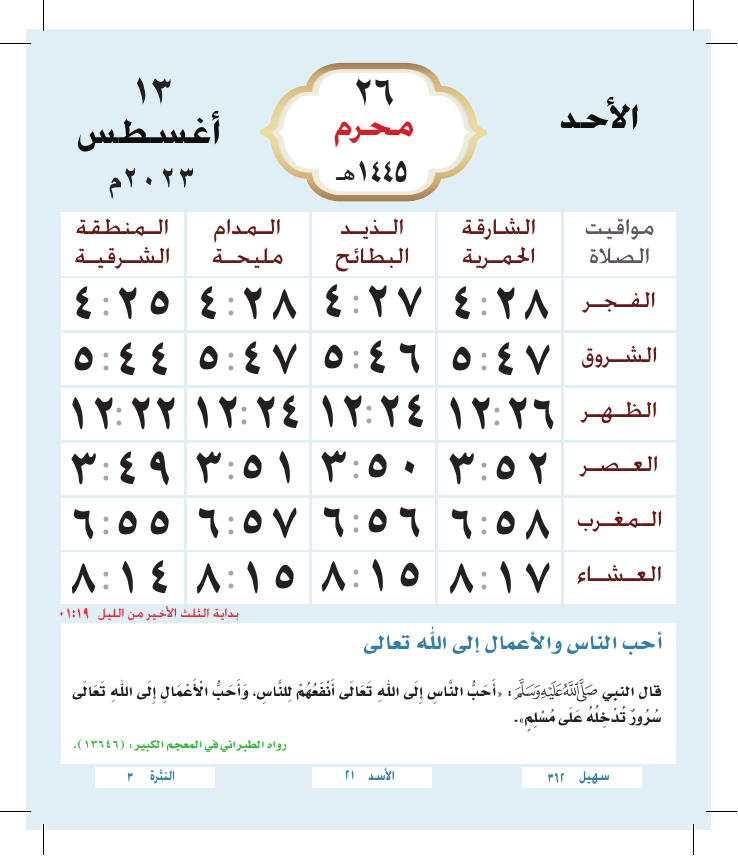 الأحد
٢٦
محرم
١٤٤٥هـ
١٣
أغسطس
٢٠٢٣م
مواقيت الصلاة	الشارقة الحمرية	الذيد البطائح	المدام مليحة	المنطقة الشرقية
الفجر	٤:٢٨	٤:٢٧	٤:٢٨	٤:٢٥
الشروق	٥:٤٧	٥:٤٦	٥:٤٧	٥:٤٤
الظهر	١٢:٢٦	١٢:٢٤	١٢:٢٤	١٢:٢٢
العصر	٣:٥٢	٣:٥٠	٣:٥١	٣:٤٩
المغرب	٦:٥٨	٦:٥٦	٦:٥٧	٦:٥٥
العشاء	٨:١٧	٨:١٥	٨:١٥	٨:١٤
بداية الثلث الأخير من الليل ٠١:١٩
أحب الناس والأعمال إلى الله تعالى
قال النبي صَلَّى اللَّهُ عَلَيْهِ وَسَلَّمَ: «أَحَبُّ النَّاسِ إِلَى اللهِ تَعَالَى أَنْفَعُهُمْ لِلنَّاسِ، وَأَحَبُّ الْأَعْمَالِ إِلَى اللهِ تَعَالَى
سُرُورٌ تُدْخِلُهُ عَلَى مُسْلِمٍ».
رواه الطبراني في المعجم الكبير: (١٣٦٤٦).
سهيل ٣٦٢
الأسد ٢١
النثرة ٣